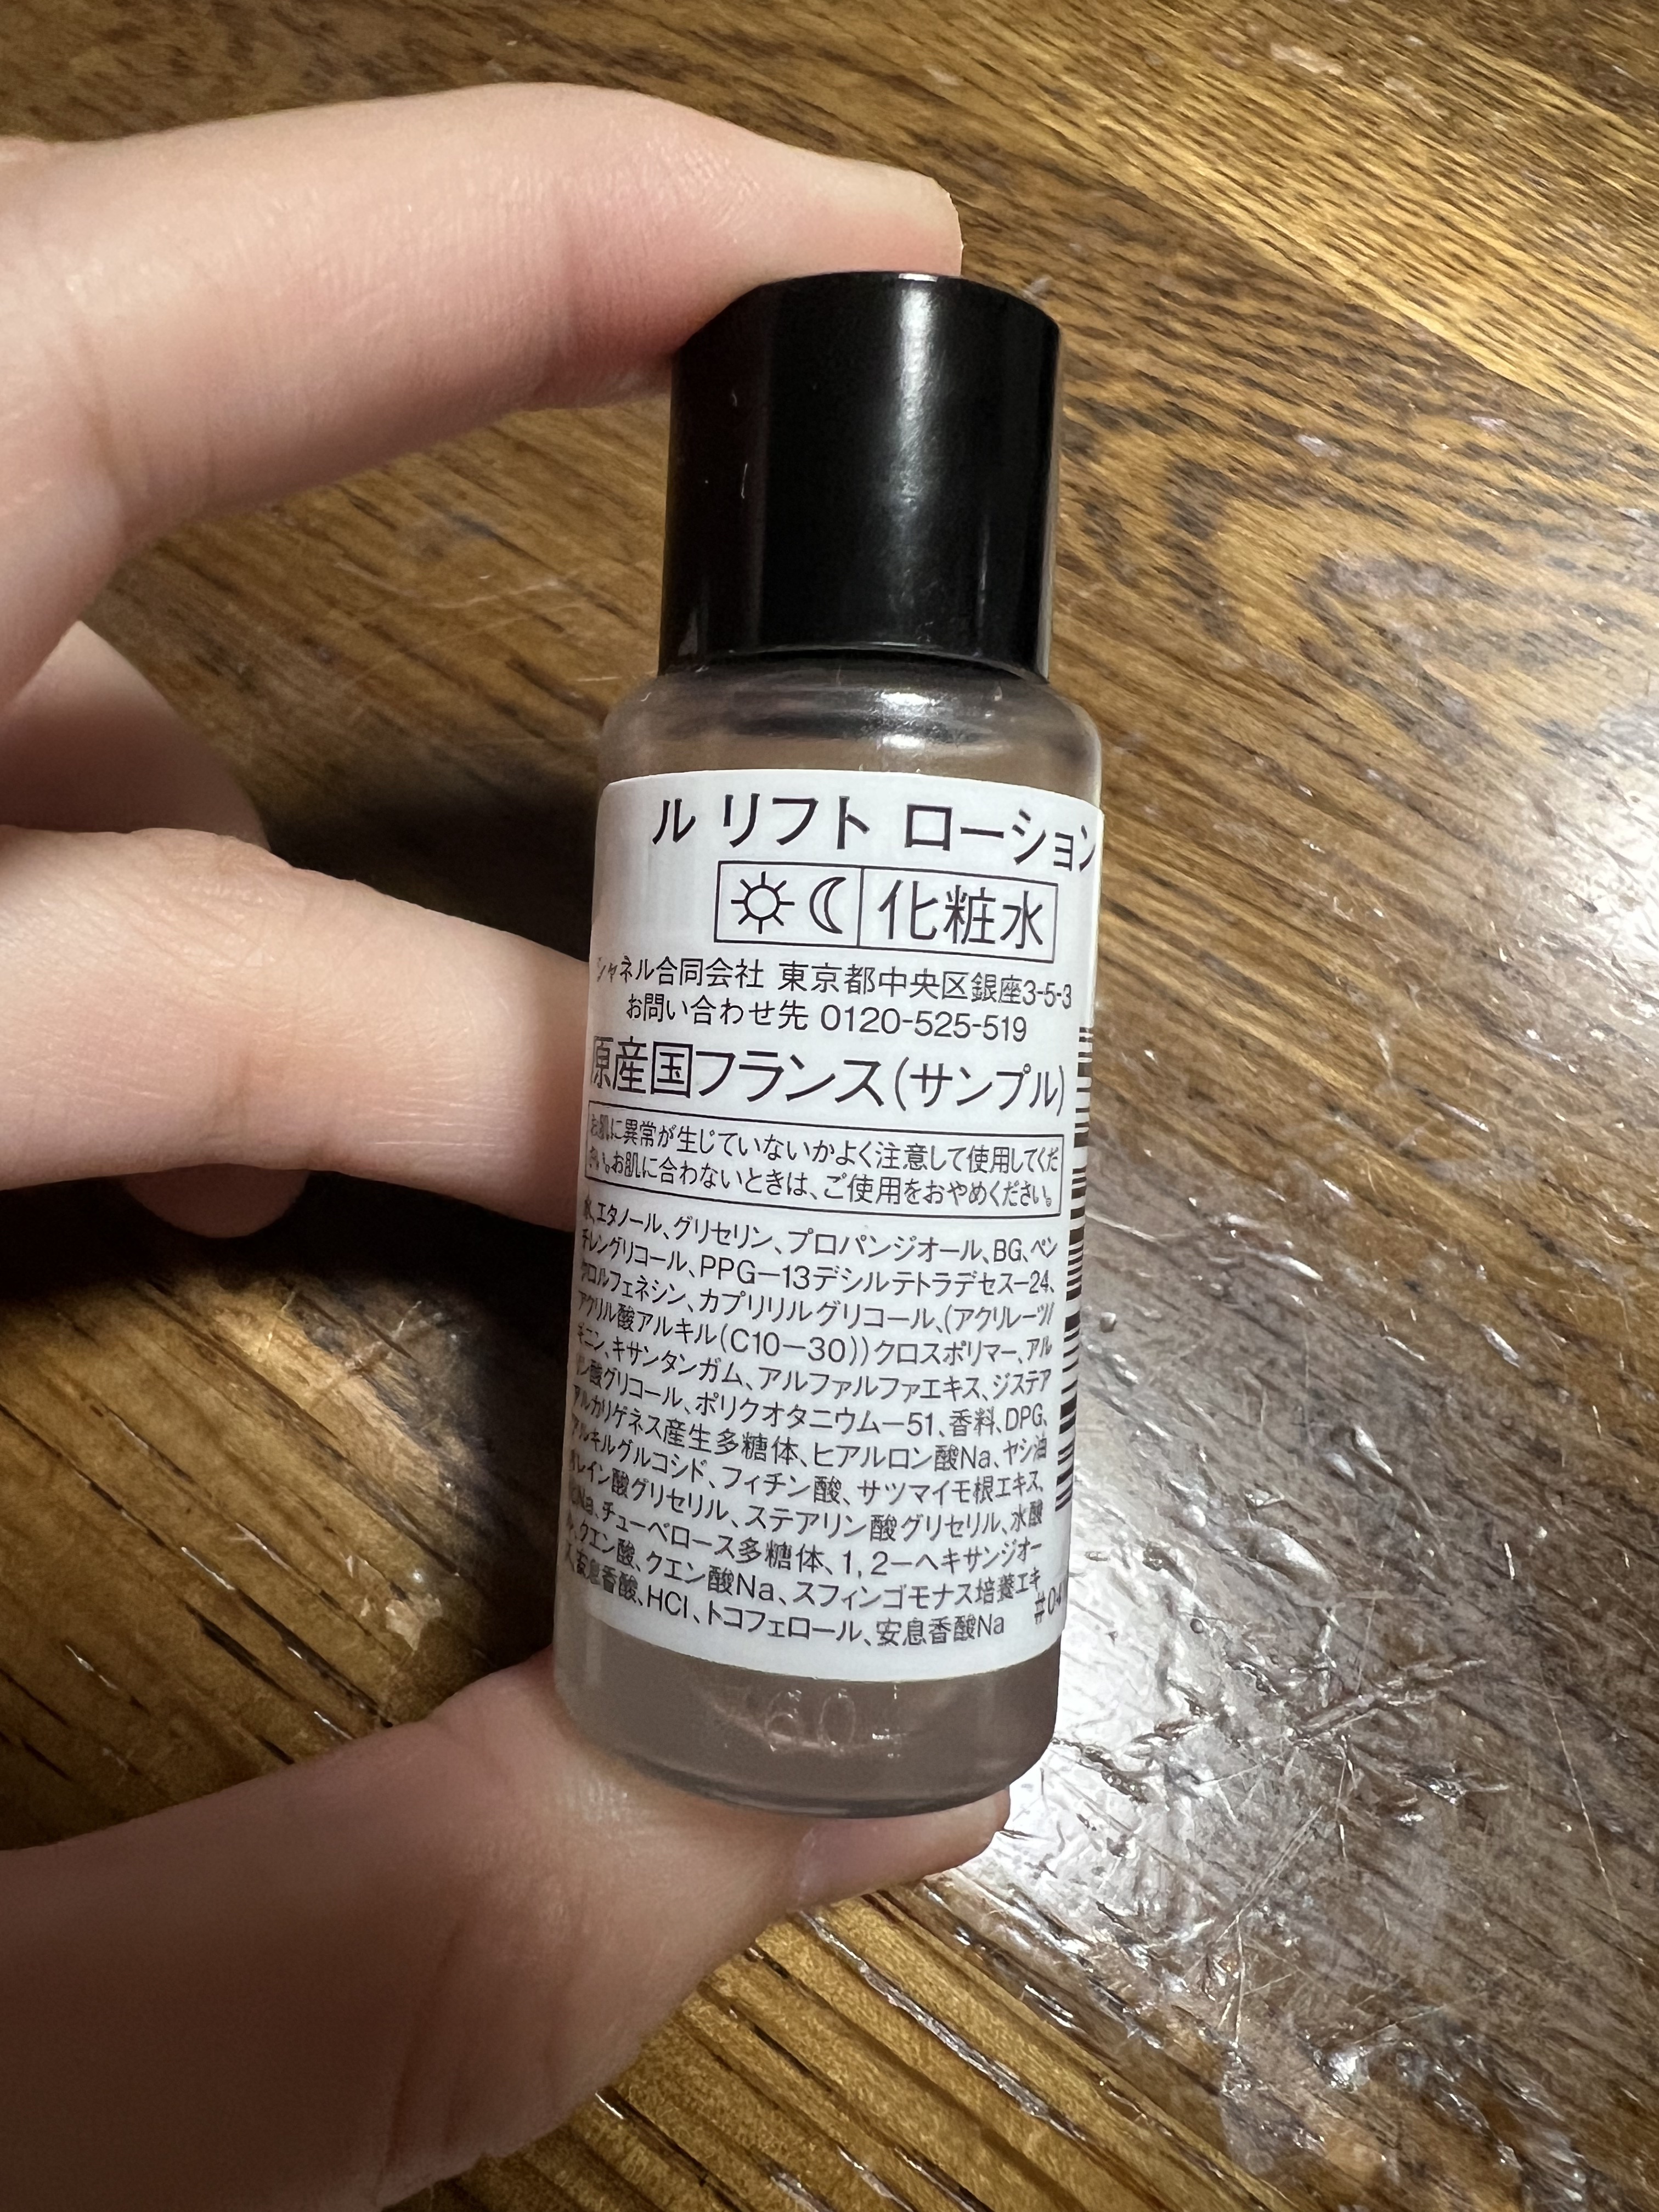 ル リフト ローション
化粧水
シャネル合同会社 東京都中央区銀座3-5-3
お問い合わせ先 0120-525-519
原産国フランス(サンプル)
お肌に異常が生じていないかよく注意して使用してくだ
さい。お肌に合わないときは、ご使用をおやめください。
水、エタノール、グリセリン、プロパンジオール、BG、ペン
チレングリコール、PPG−13デシルテトラデセス−24、
クロルフェネシン、カプリリルグリコール、(アクリレーツ/
アクリル酸アルキル(C10−30))クロスポリマー、アル
ギニン、キサンタンガム、アルファルファエキス、ジステア
リン酸グリコール、ポリクオタニウム−51、香料、DPG、
アルカリゲネス産生多糖体、ヒアルロン酸Na、ヤシ油
アルキルグルコシド、フィチン酸、サツマイモ根エキス、
オレイン酸グリセリル、ステアリン酸グリセリル、水酸
化Na、チューベロース多糖体、1,2−ヘキサンジオー
ル、クエン酸、クエン酸Na、スフィンゴモナス培養エキ
ス、安息香酸、HCl、トコフェロール、安息香酸Na
60